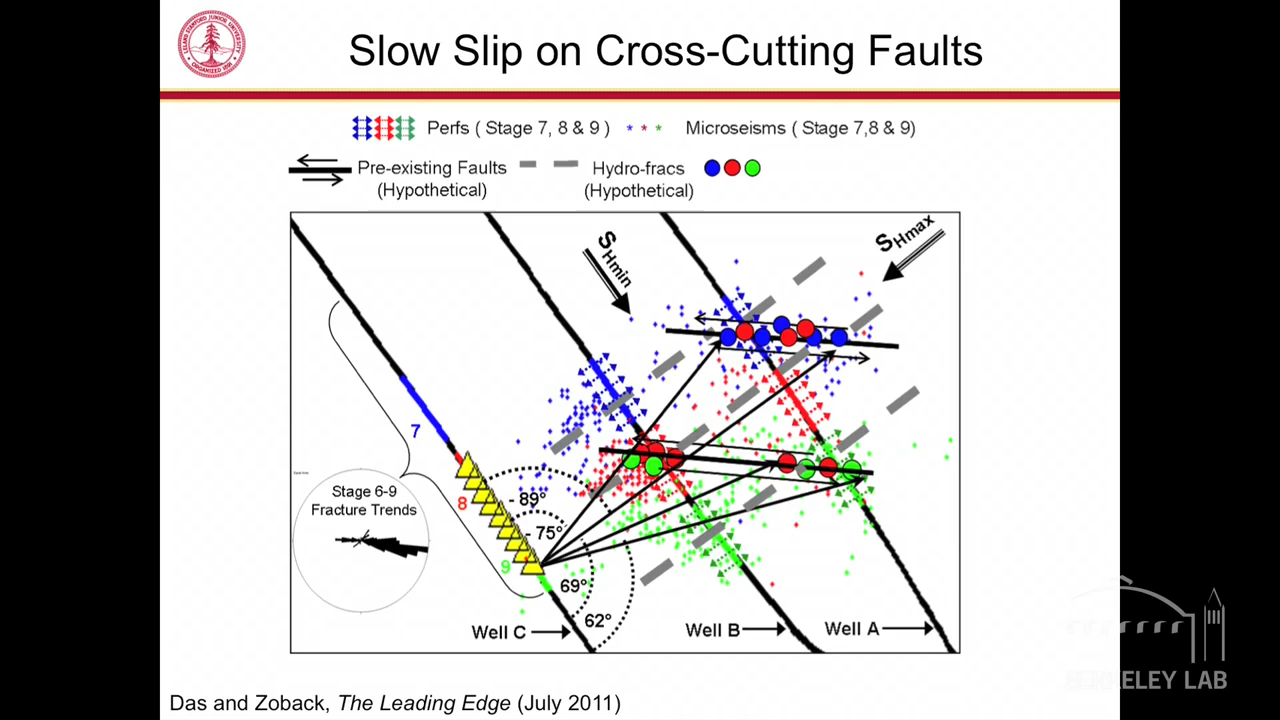 Slow Slip on Cross-Cutting Faults
Perfs ( Stage 7, 8 & 9 )
Microseisms ( Stage 7,8 & 9)
Pre-existing Faults
(Hypothetical)
Hydro-fracs
(Hypothetical)
SHmin
SHmax
7
8
9
Stage 6-9
Fracture Trends
- 89°
- 75°
69°
62°
Well C
Well B
Well A
Das and Zoback, The Leading Edge (July 2011)
BERKELEY LAB